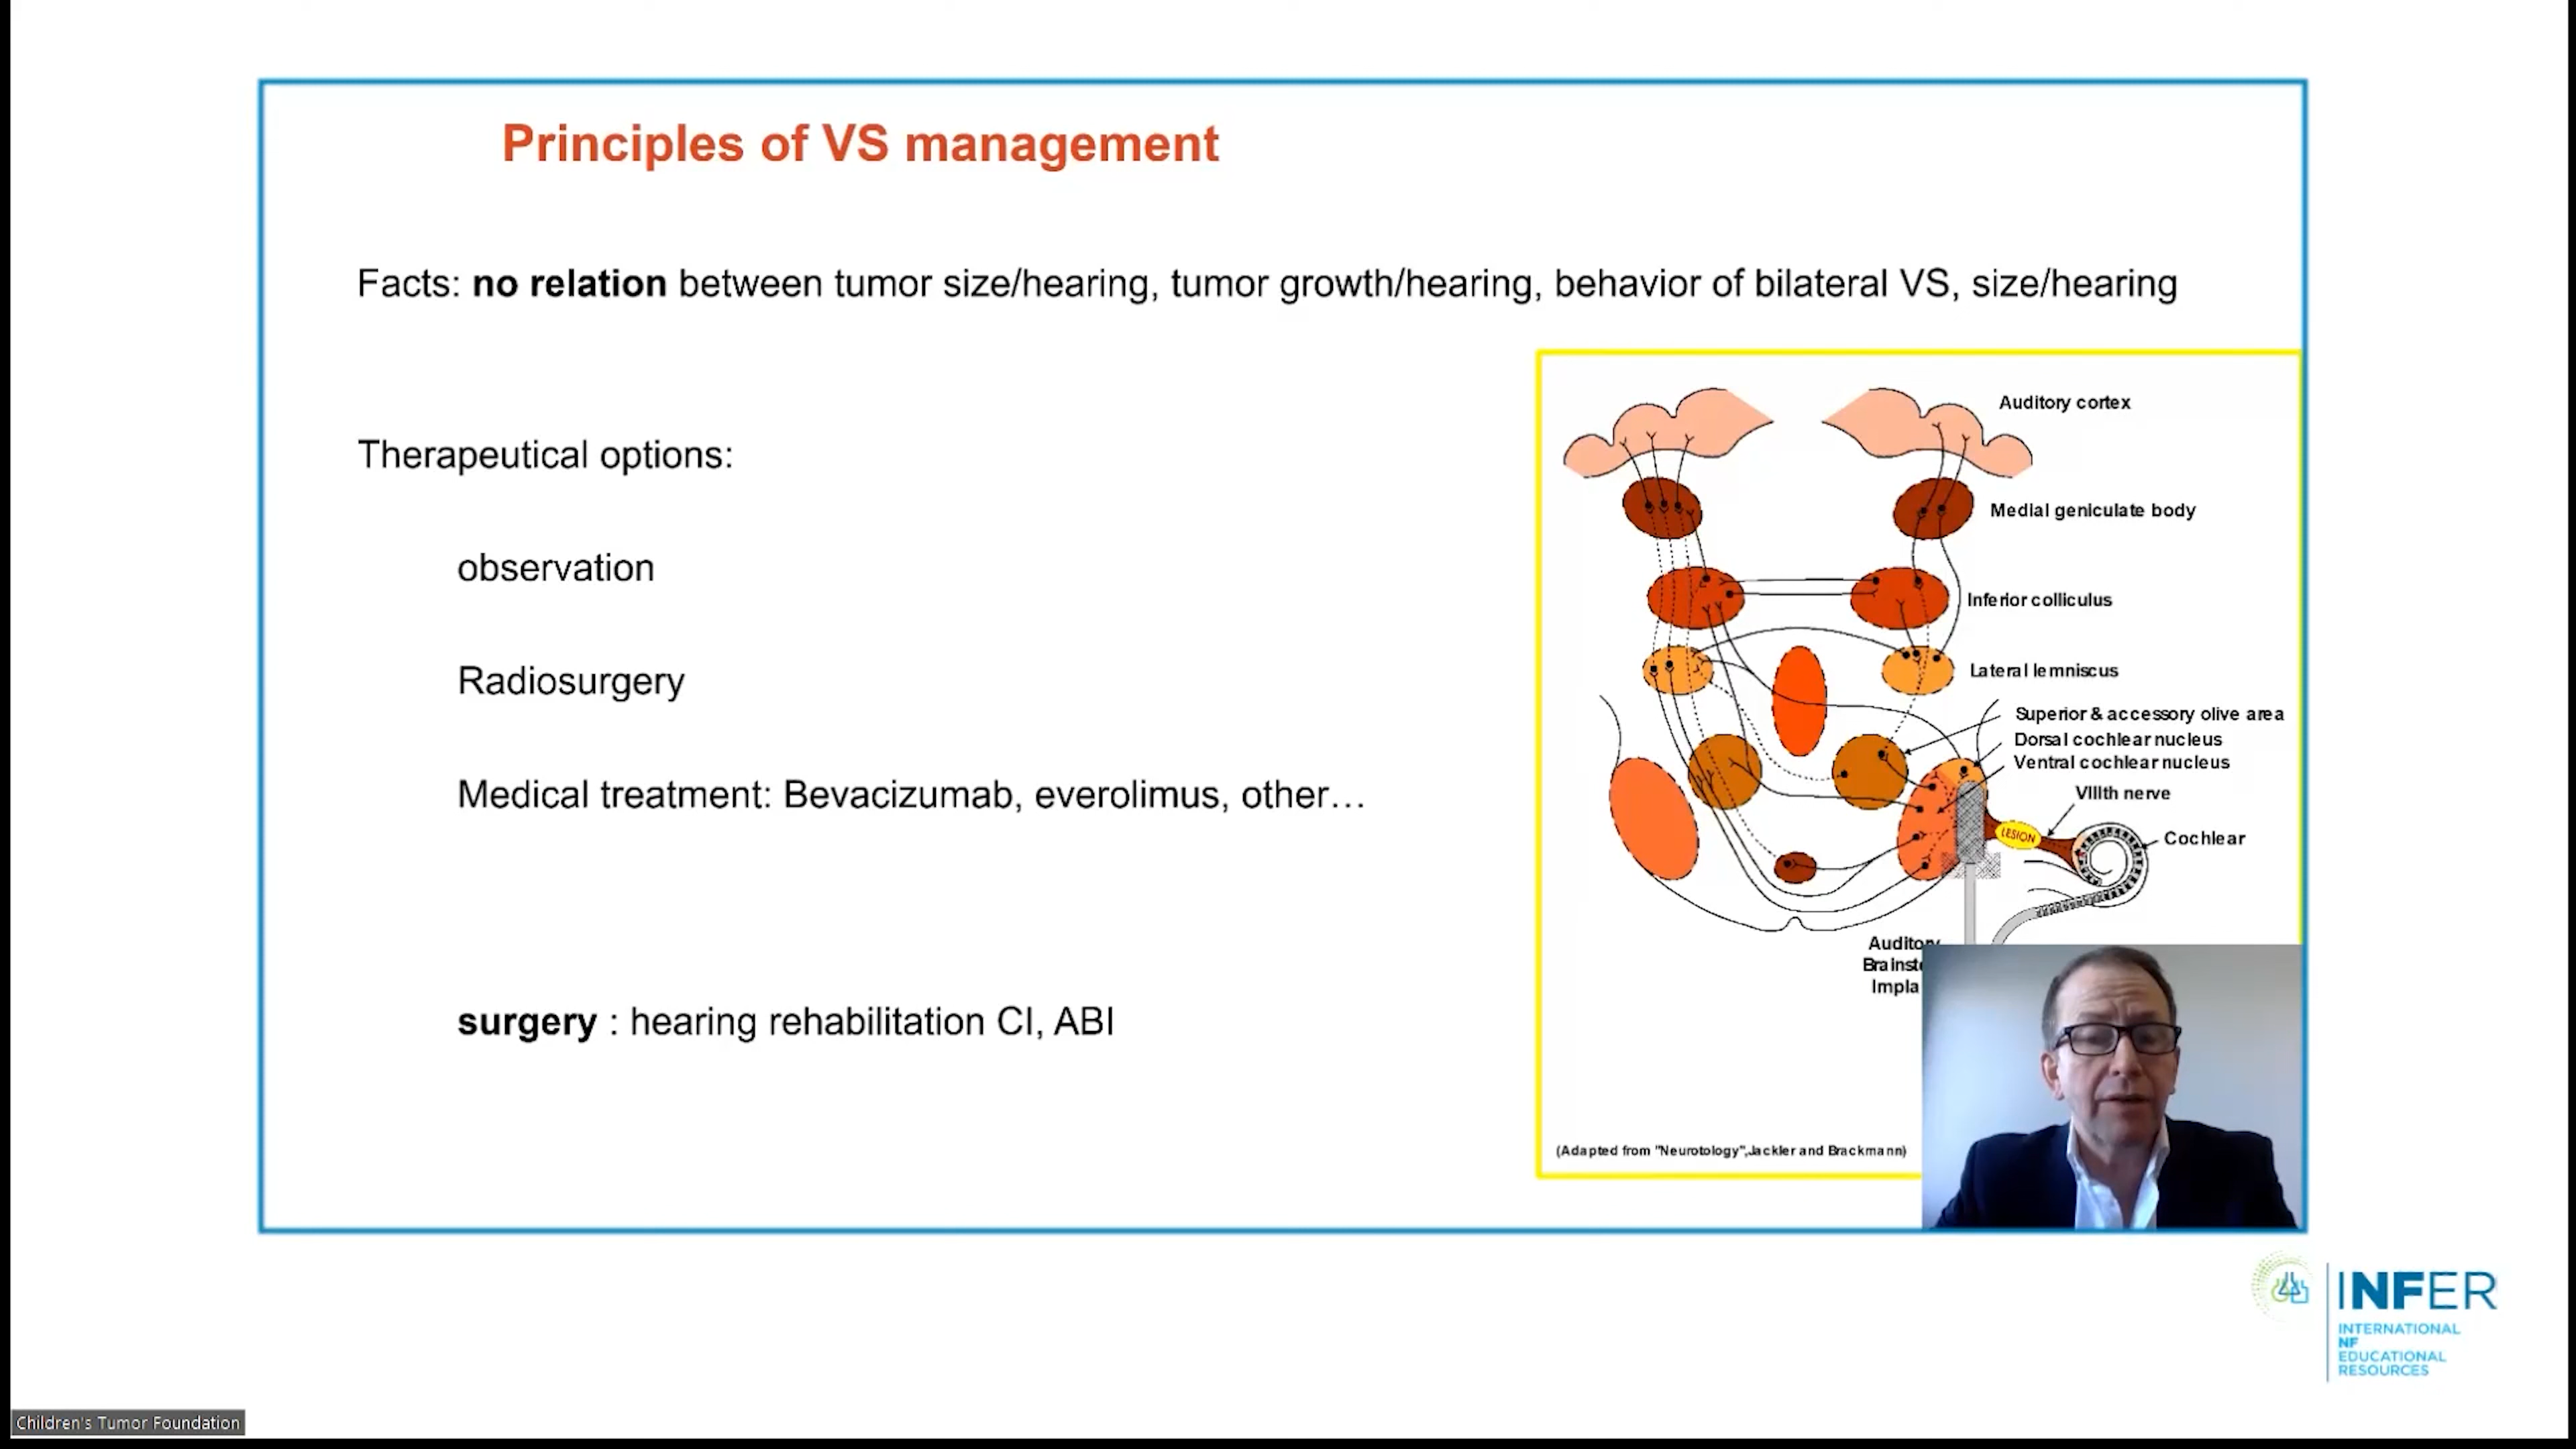 Principles of VS management
Facts: no relation between tumor size/hearing, tumor growth/hearing, behavior of bilateral VS, size/hearing
Therapeutical options:
observation
Radiosurgery
Medical treatment: Bevacizumab, everolimus, other…
surgery : hearing rehabilitation CI, ABI
Auditory cortex
Medial geniculate body
Inferior colliculus
Lateral lemniscus
Superior & accessory olive area
Dorsal cochlear nucleus
Ventral cochlear nucleus
VIIIth nerve
LESION
Cochlear
(Adapted from "Neurotology",Jackler and Brackmann)
INFER
INTERNATIONAL
NF
EDUCATIONAL
RESOURCES
Children's Tumor Foundation